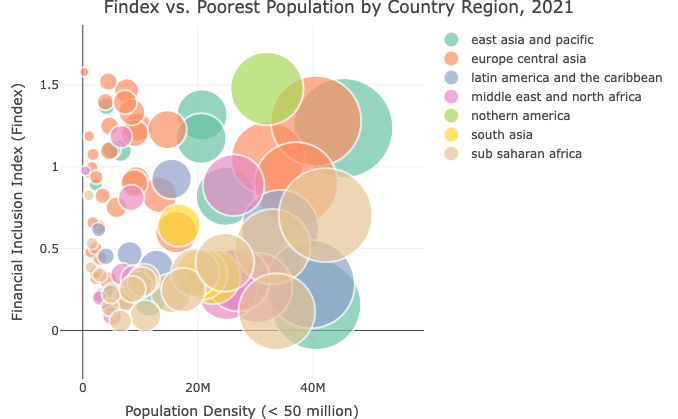 Findex vs. Poorest Population by Country Region, 2021
east asia and pacific
europe central asia
latin america and the caribbean
middle east and north africa
nothern america
south asia
sub saharan africa
Financial Inclusion Index (Findex)
1.5
1
0.5
0
0 20M 40M
Population Density (< 50 million)